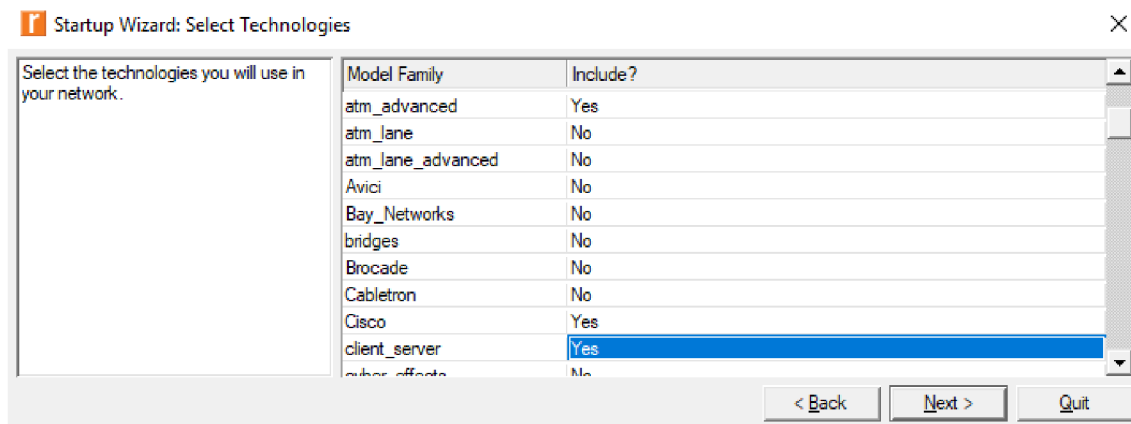 Startup Wizard: Select Technologies
Select the technologies you will use in
your network.
Model Family Include?
atm_advanced Yes
atm_lane No
atm_lane_advanced No
Avici No
Bay_Networks No
bridges No
Brocade No
Cabletron No
Cisco Yes
client_server Yes
cyber_effects No
< Back Next > Quit